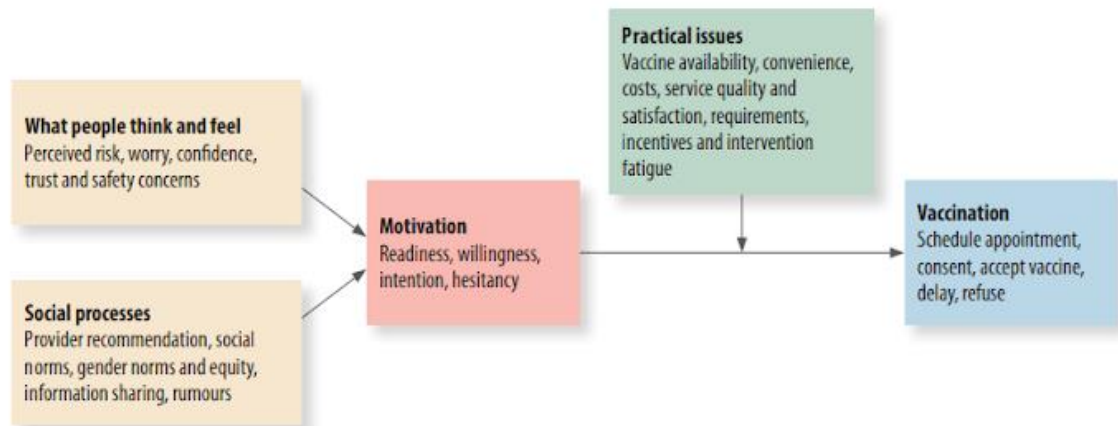 What people think and feel
Perceived risk, worry, confidence,
trust and safety concerns
Social processes
Provider recommendation, social
norms, gender norms and equity,
information sharing, rumours
Motivation
Readiness, willingness,
intention, hesitancy
Practical issues
Vaccine availability, convenience,
costs, service quality and
satisfaction, requirements,
incentives and intervention
fatigue
Vaccination
Schedule appointment,
consent, accept vaccine,
delay, refuse